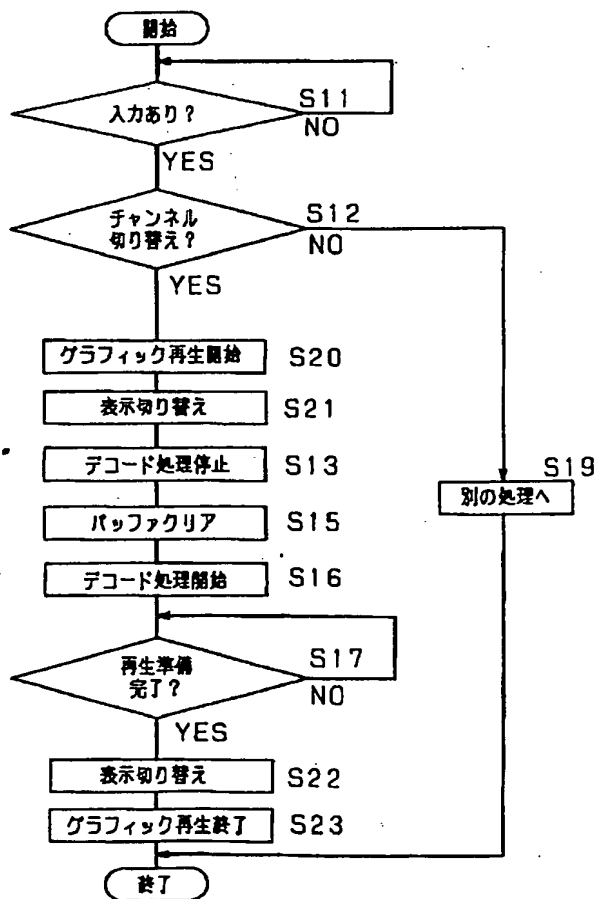 開始
入力あり?
S11
NO
YES
チャンネル
切り替え?
S12
NO
YES
グラフィック再生開始
S20
表示切り替え
S21
デコード処理停止
S13
S19
別の処理へ
バッファクリア
S15
デコード処理開始
S16
再生準備
完了?
S17
NO
YES
表示切り替え
S22
グラフィック再生終了
S23
終了